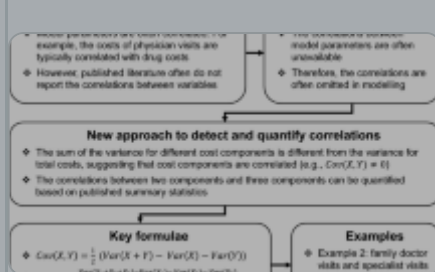 example, the costs of physician visits are
typically correlated with drug costs
❖ However, published literature often do not
report the correlations between variables
model parameters are often
unavailable
❖ Therefore, the correlations are
often omitted in modelling
New approach to detect and quantify correlations
❖ The sum of the variance for different cost components is different from the variance for
total costs, suggesting that cost components are correlated (e.g., Cov(X,Y) ≠ 0)
❖ The correlations between two components and three components can be quantified
based on published summary statistics
Key formulae
❖ Cov(X,Y) = ½ (Var(X + Y) − Var(X) − Var(Y))
Examples
❖ Example 2: family doctor
visits and specialist visits